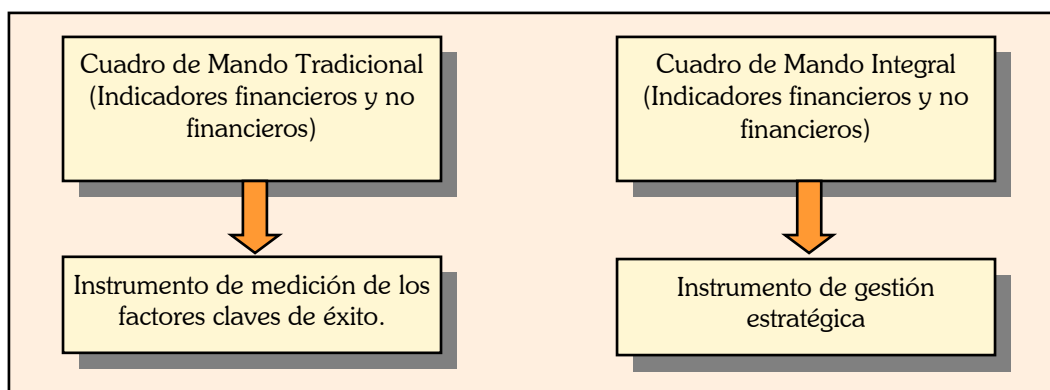 Cuadro de Mando Tradicional
(Indicadores financieros y no
financieros)
Cuadro de Mando Integral
(Indicadores financieros y no
financieros)
Instrumento de medición de los
factores claves de éxito.
Instrumento de gestión
estratégica